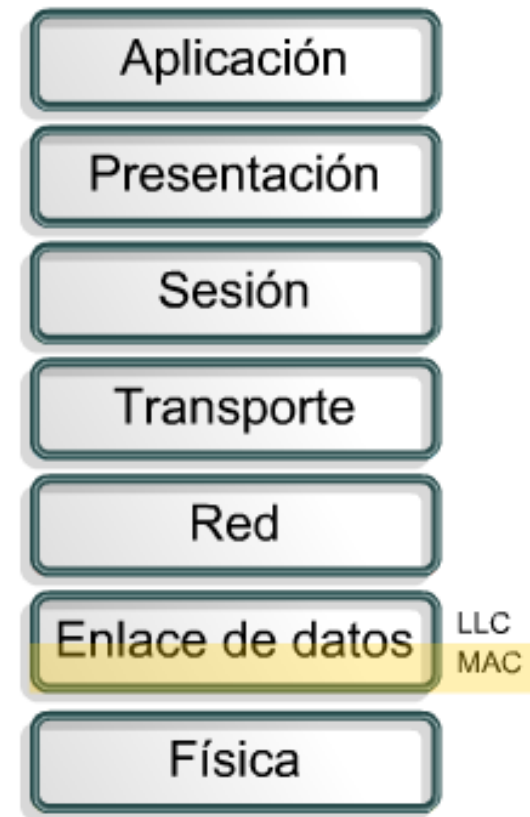 Aplicación
Presentación
Sesión
Transporte
Red
Enlace de datos
LLC
MAC
Física